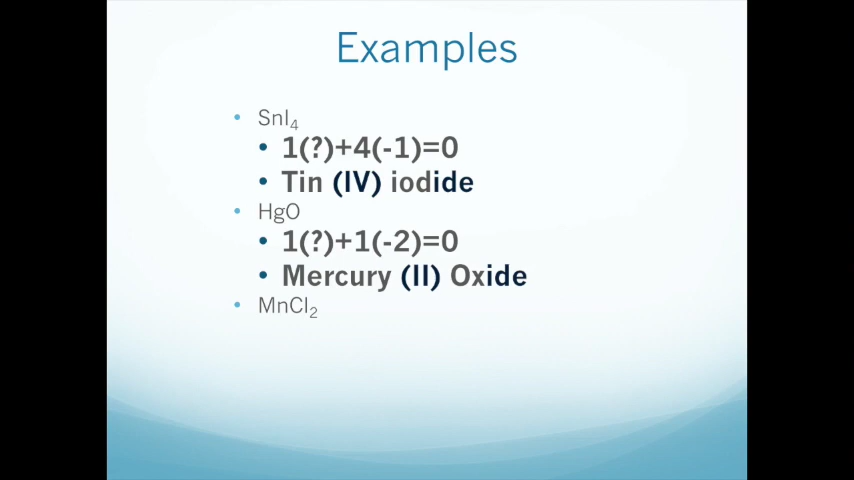 Examples
• SnI₄
• 1(?)+4(-1)=0
• Tin (IV) iodide
• HgO
• 1(?)+1(-2)=0
• Mercury (II) Oxide
• MnCl₂